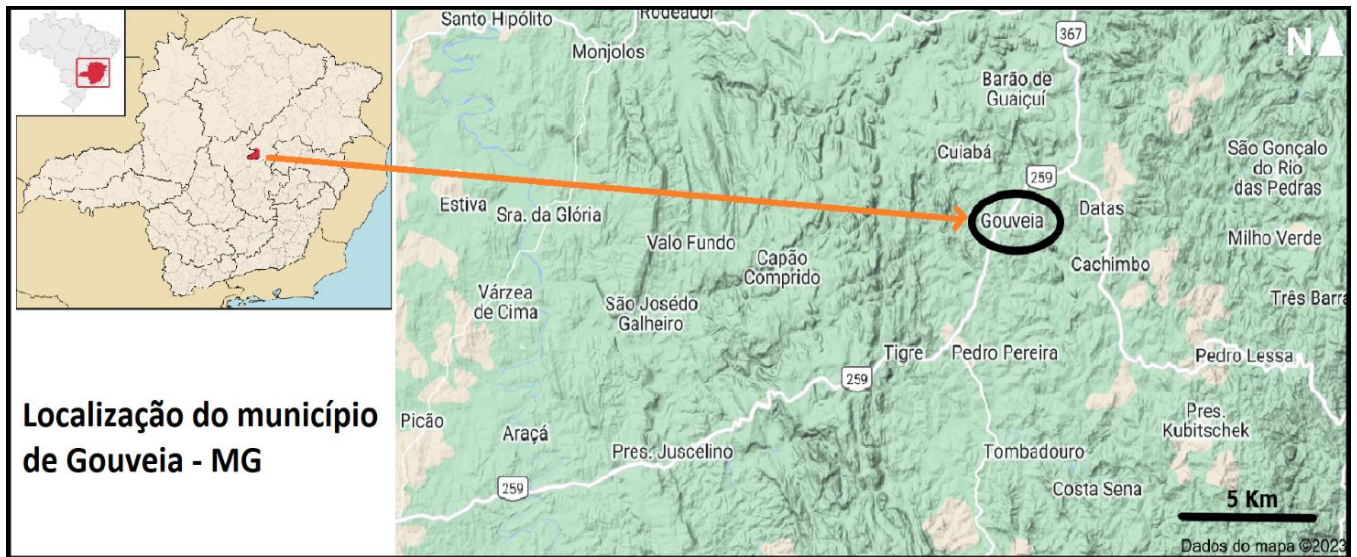 Santo Hipólito
Rodeador
Monjolos
367
N
Barão de
Guaiçuí
Cuiabá
São Gonçalo
do Rio
das Pedras
259
Estiva
Sra. da Glória
Gouveia
Datas
Valo Fundo
Milho Verde
Capão
Comprido
Cachimbo
Várzea
de Cima
São Josédo
Galheiro
Três Barra
Tigre
Pedro Pereira
Pedro Lessa
259
Localização do município
de Gouveia - MG
Picão
Araçá
Pres.
Kubitschek
Pres. Juscelino
Tombadouro
259
Costa Sena
5 Km
Dados do mapa ©2023